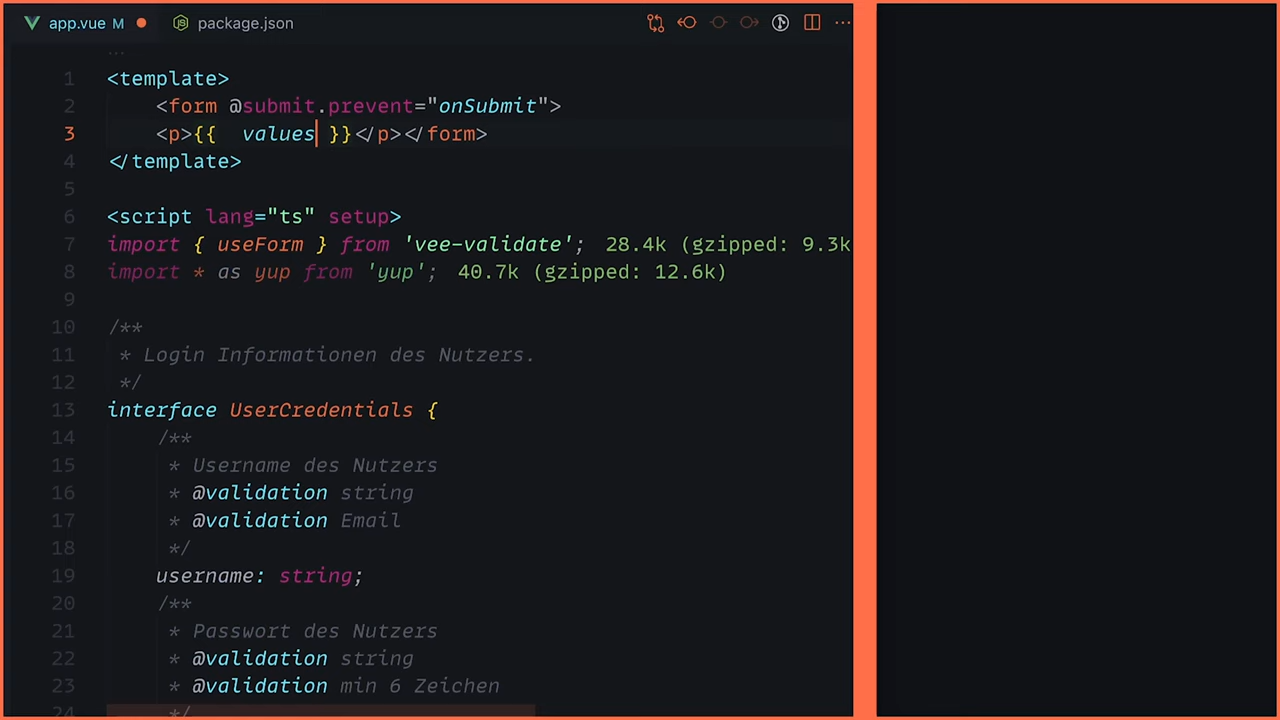 app.vue M package.json
1 <template>
2 <form @submit.prevent="onSubmit">
3 <p>{{  values }}</p></form>
4 </template>
5
6 <script lang="ts" setup>
7 import { useForm } from 'vee-validate'; 28.4k (gzipped: 9.3k
8 import * as yup from 'yup'; 40.7k (gzipped: 12.6k)
9
10 /**
11 * Login Informationen des Nutzers.
12 */
13 interface UserCredentials {
14 /**
15 * Username des Nutzers
16 * @validation string
17 * @validation Email
18 */
19 username: string;
20 /**
21 * Passwort des Nutzers
22 * @validation string
23 * @validation min 6 Zeichen
24 */